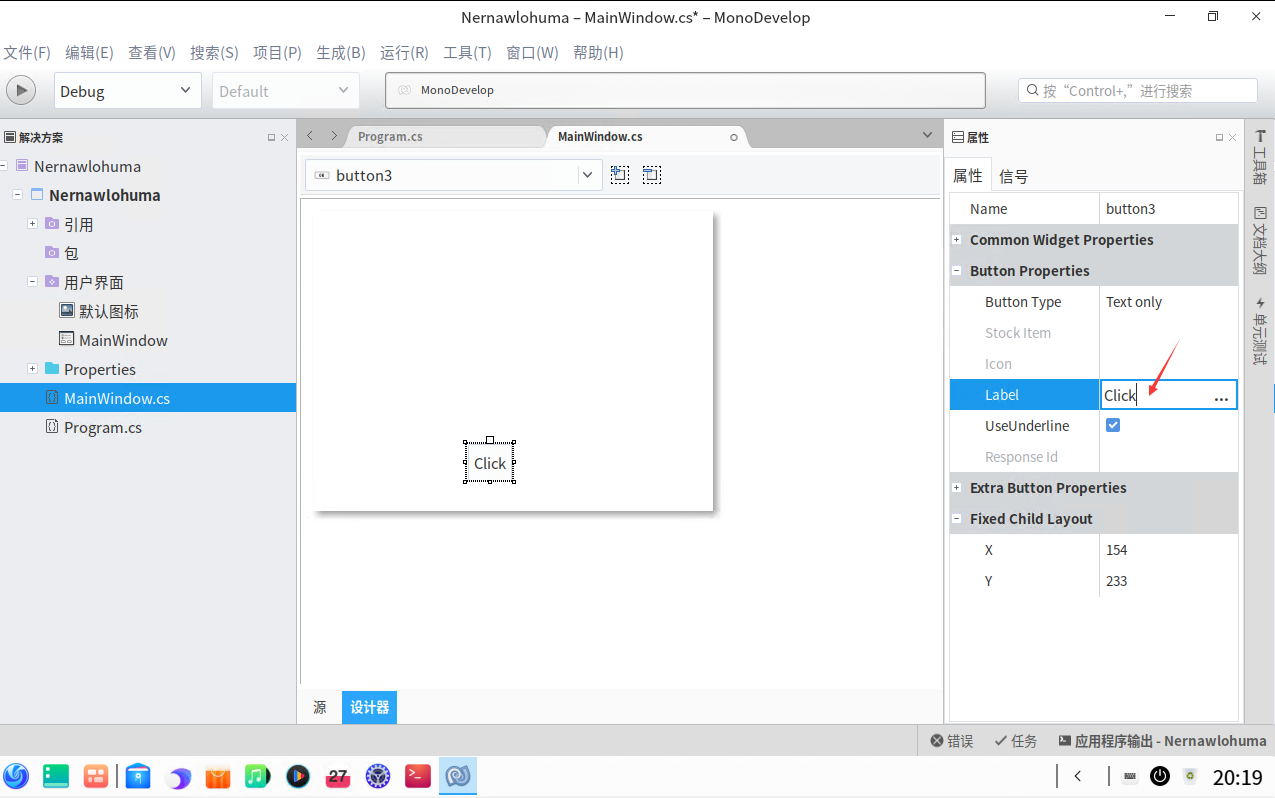 Nernawlohuma – MainWindow.cs* – MonoDevelop
文件(F) 编辑(E) 查看(V) 搜索(S) 项目(P) 生成(B) 运行(R) 工具(T) 窗口(W) 帮助(H)
Debug Default MonoDevelop 按“Control+,”进行搜索
解决方案
Nernawlohuma
Nernawlohuma
引用
包
用户界面
默认图标
MainWindow
Properties
MainWindow.cs
Program.cs
Program.cs MainWindow.cs
button3
Click
源 设计器
属性
属性 信号
Name button3
Common Widget Properties
Button Properties
Button Type Text only
Stock Item
Icon
Label Click ...
UseUnderline
Response Id
Extra Button Properties
Fixed Child Layout
X 154
Y 233
工具箱
文档大纲
单元测试
错误 任务 应用程序输出 - Nernawlohuma
27 20:19